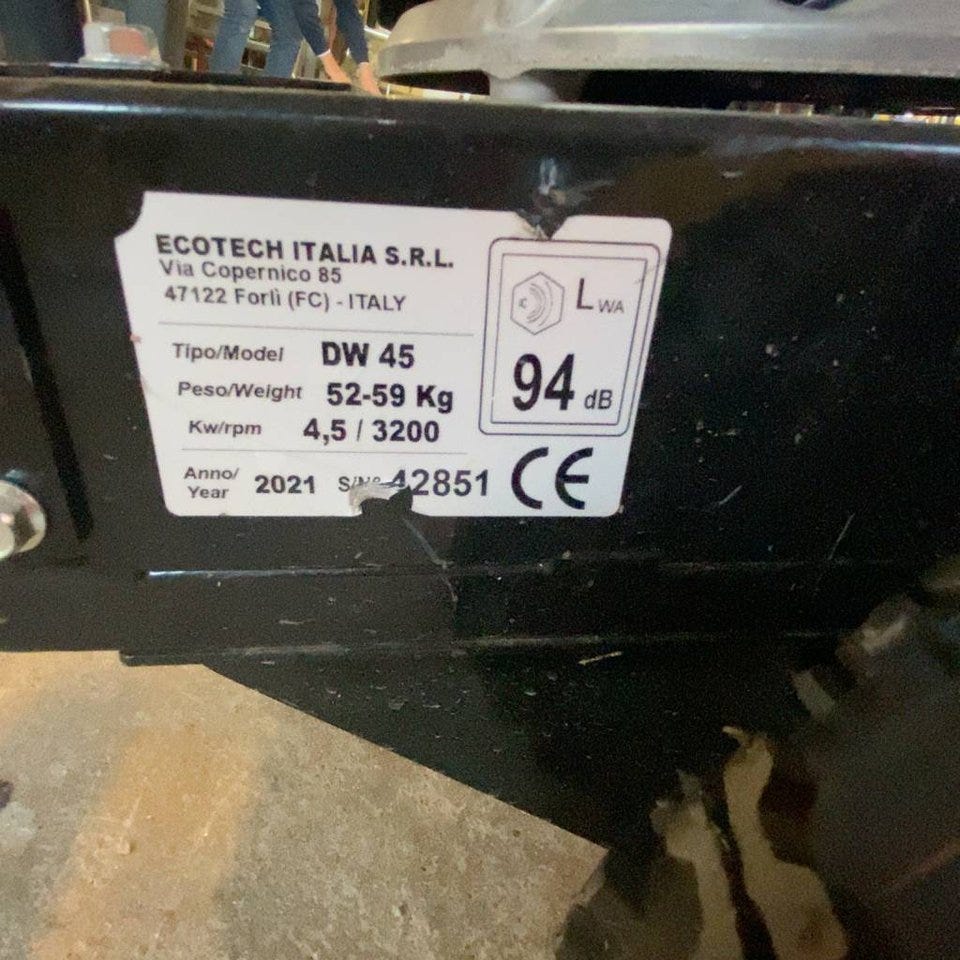 ECOTECH ITALIA S.R.L.
Via Copernico 85
47122 Forlì (FC) - ITALY
Tipo/Model DW 45
Peso/Weight 52-59 Kg
Kw/rpm 4,5 / 3200
Anno/
Year 2021 S/N° 42851
CE
LWA
94 dB